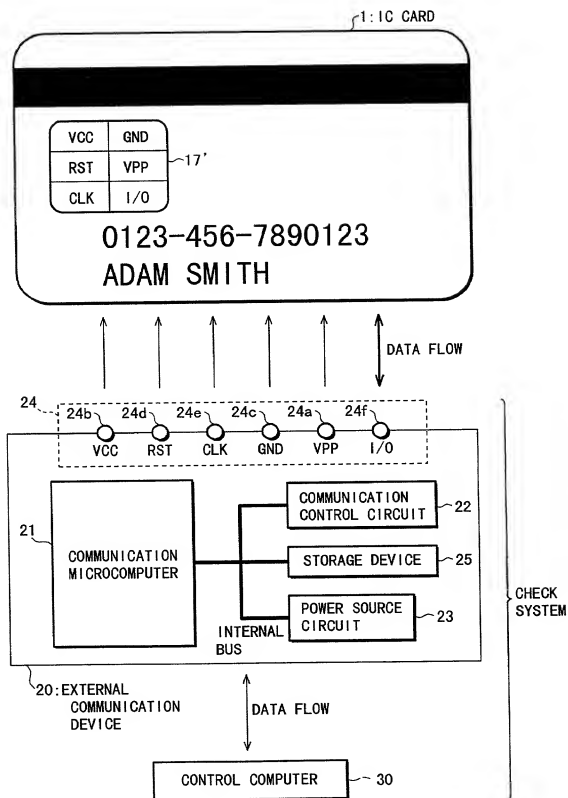 1:IC CARD
VCC GND
RST VPP
CLK I/O
17'
0123-456-7890123
ADAM SMITH
DATA FLOW
24
24b 24d 24e 24c 24a 24f
VCC RST CLK GND VPP I/O
21
COMMUNICATION
MICROCOMPUTER
COMMUNICATION
CONTROL CIRCUIT
22
STORAGE DEVICE
25
POWER SOURCE
CIRCUIT
23
INTERNAL
BUS
CHECK
SYSTEM
20:EXTERNAL
COMMUNICATION
DEVICE
DATA FLOW
CONTROL COMPUTER
30